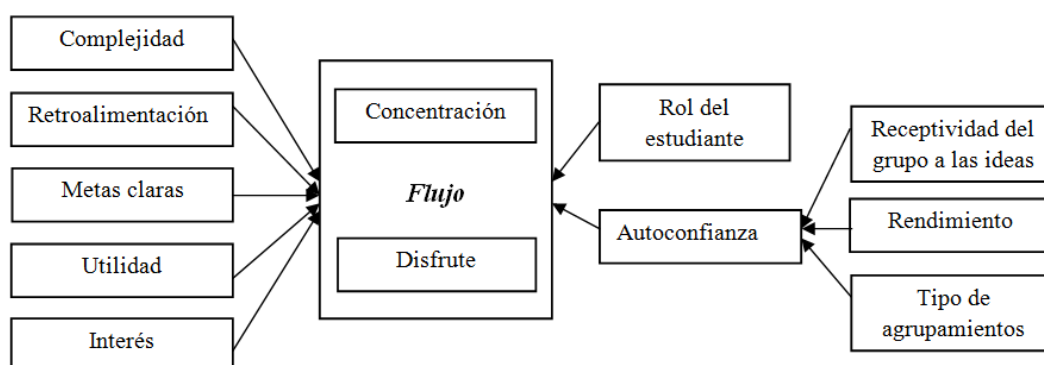 Complejidad
Retroalimentación
Metas claras
Utilidad
Interés
Concentración
Flujo
Disfrute
Rol del
estudiante
Autoconfianza
Receptividad del
grupo a las ideas
Rendimiento
Tipo de
agrupamientos